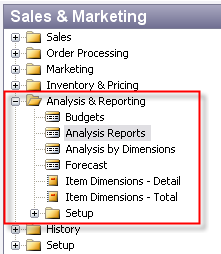 Sales & Marketing
Sales
Order Processing
Marketing
Inventory & Pricing
Analysis & Reporting
Budgets
Analysis Reports
Analysis by Dimensions
Forecast
Item Dimensions - Detail
Item Dimensions - Total
Setup
History
Setup